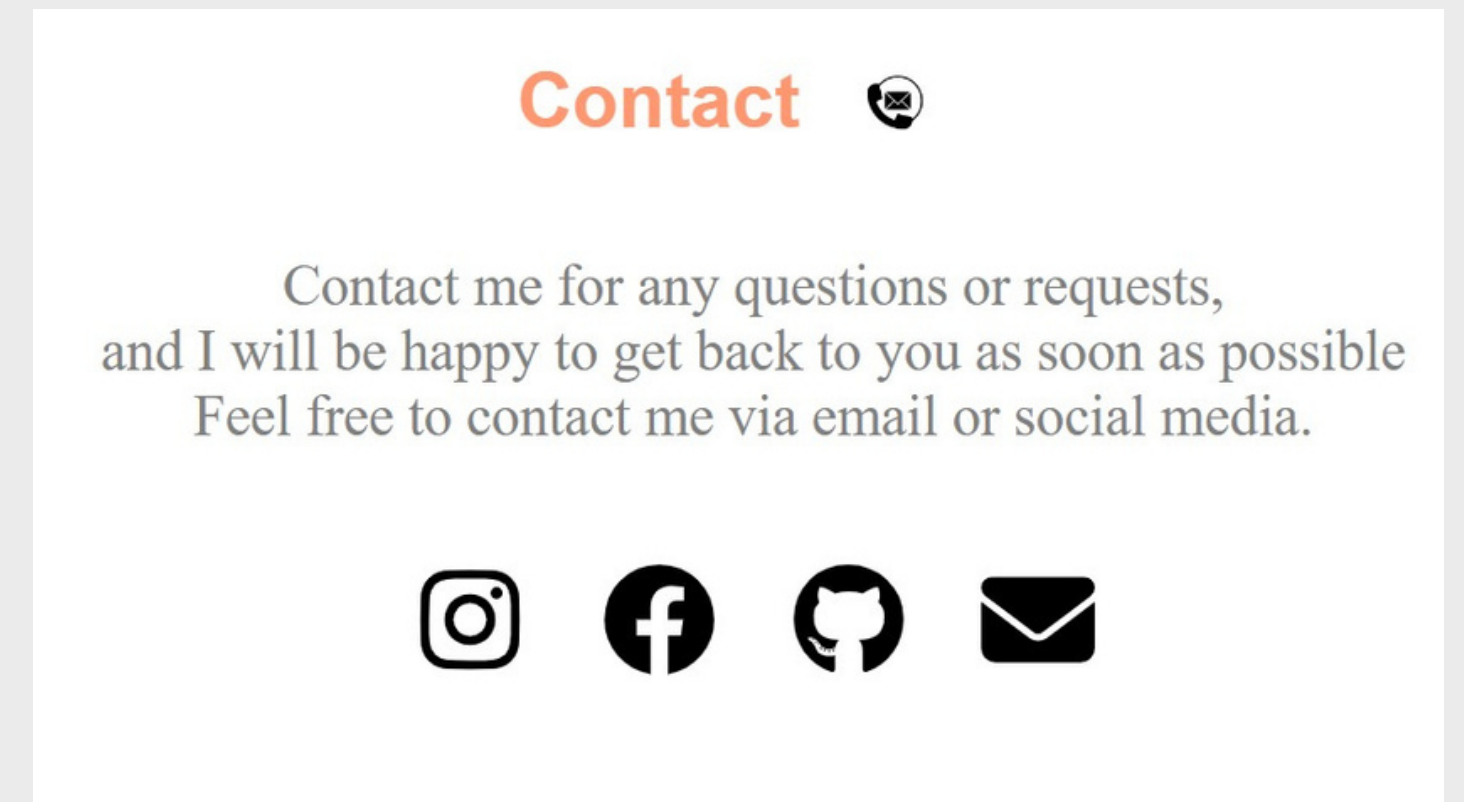 Contact
Contact me for any questions or requests,
and I will be happy to get back to you as soon as possible
Feel free to contact me via email or social media.